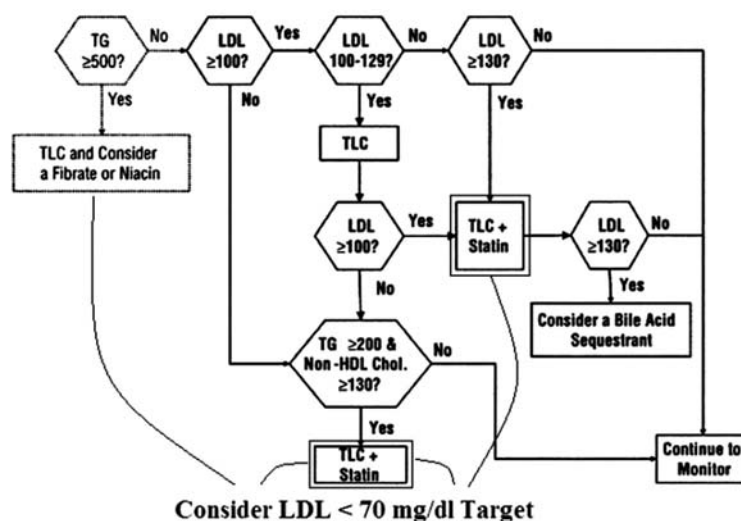 TG
≥500?
No
LDL
≥100?
Yes
LDL
100-129?
No
LDL
≥130?
No
Yes
No
Yes
Yes
TLC and Consider
a Fibrate or Niacin
TLC
LDL
≥100?
Yes
TLC +
Statin
LDL
≥130?
No
No
Yes
Consider a Bile Acid
Sequestrant
TG ≥200 &
Non-HDL Chol.
≥130?
No
Yes
TLC +
Statin
Continue to
Monitor
Consider LDL < 70 mg/dl Target